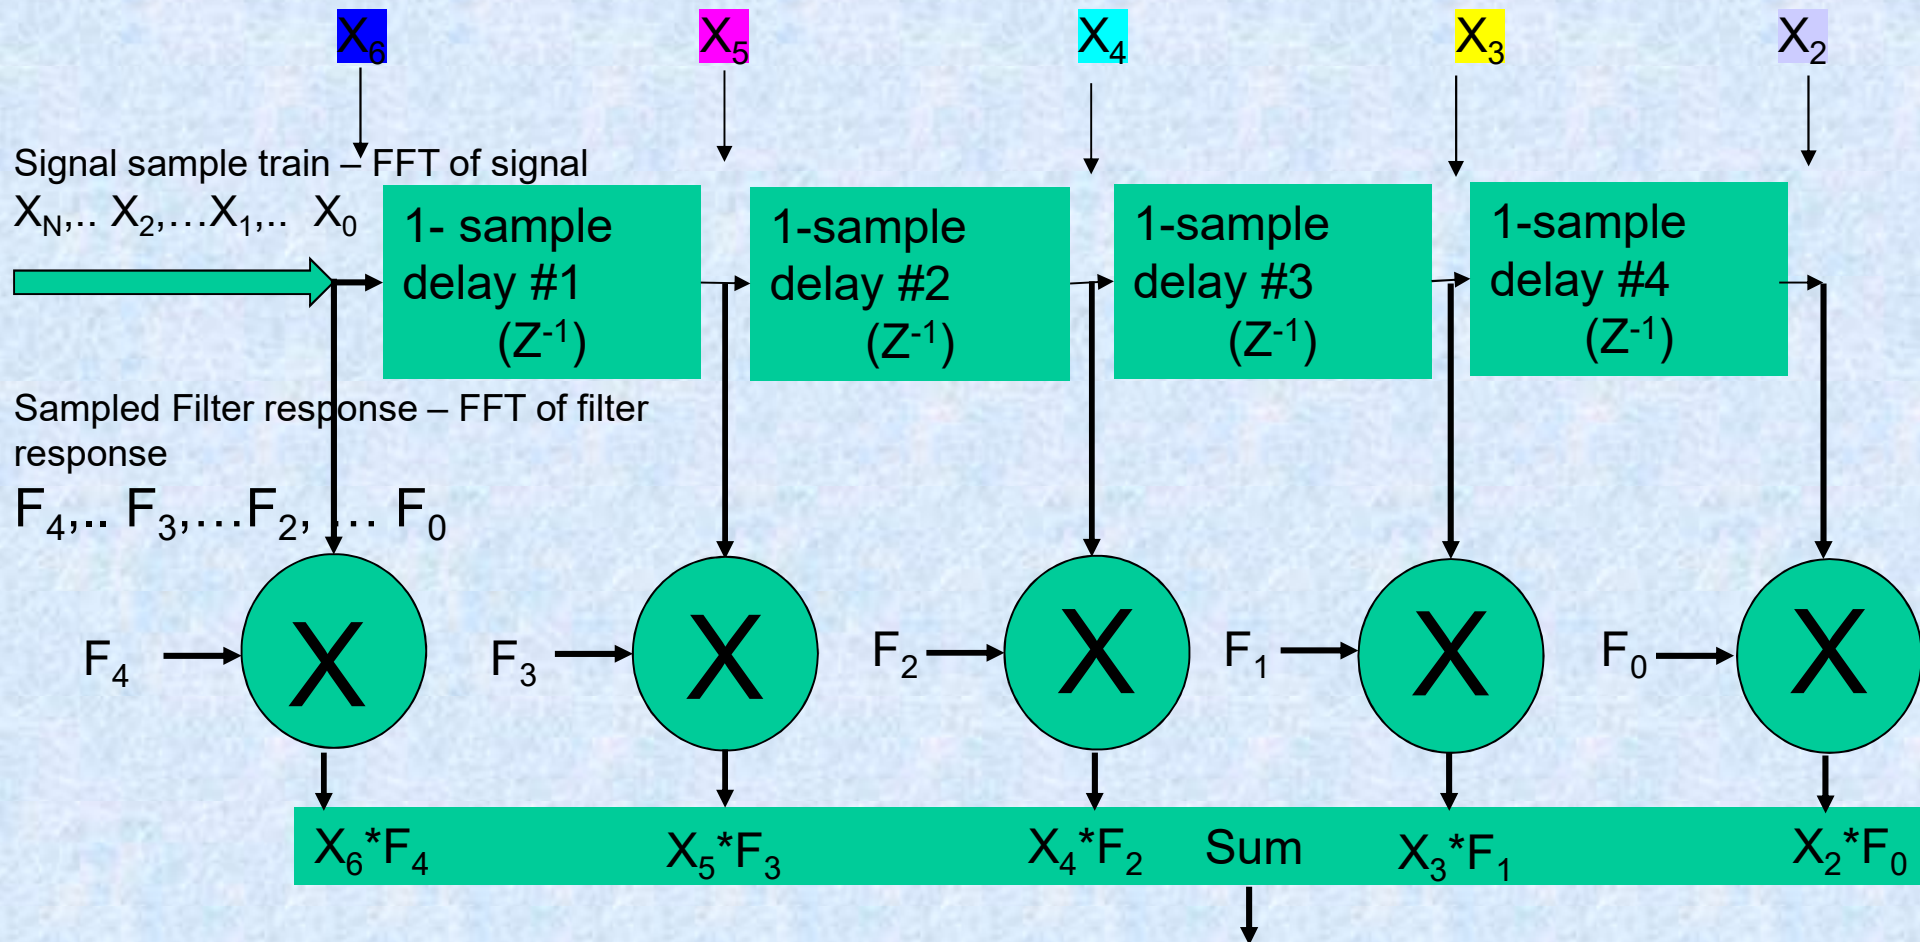 X₆ X₅ X₄ X₃ X₂
Signal sample train – FFT of signal
X_N,.. X₂,…X₁,.. X₀
1- sample
delay #1
(Z⁻¹)
1-sample
delay #2
(Z⁻¹)
1-sample
delay #3
(Z⁻¹)
1-sample
delay #4
(Z⁻¹)
Sampled Filter response – FFT of filter
response
F₄,.. F₃,…F₂, … F₀
F₄ X F₃ X F₂ X F₁ X F₀ X
X₆*F₄ X₅*F₃ X₄*F₂ Sum X₃*F₁ X₂*F₀